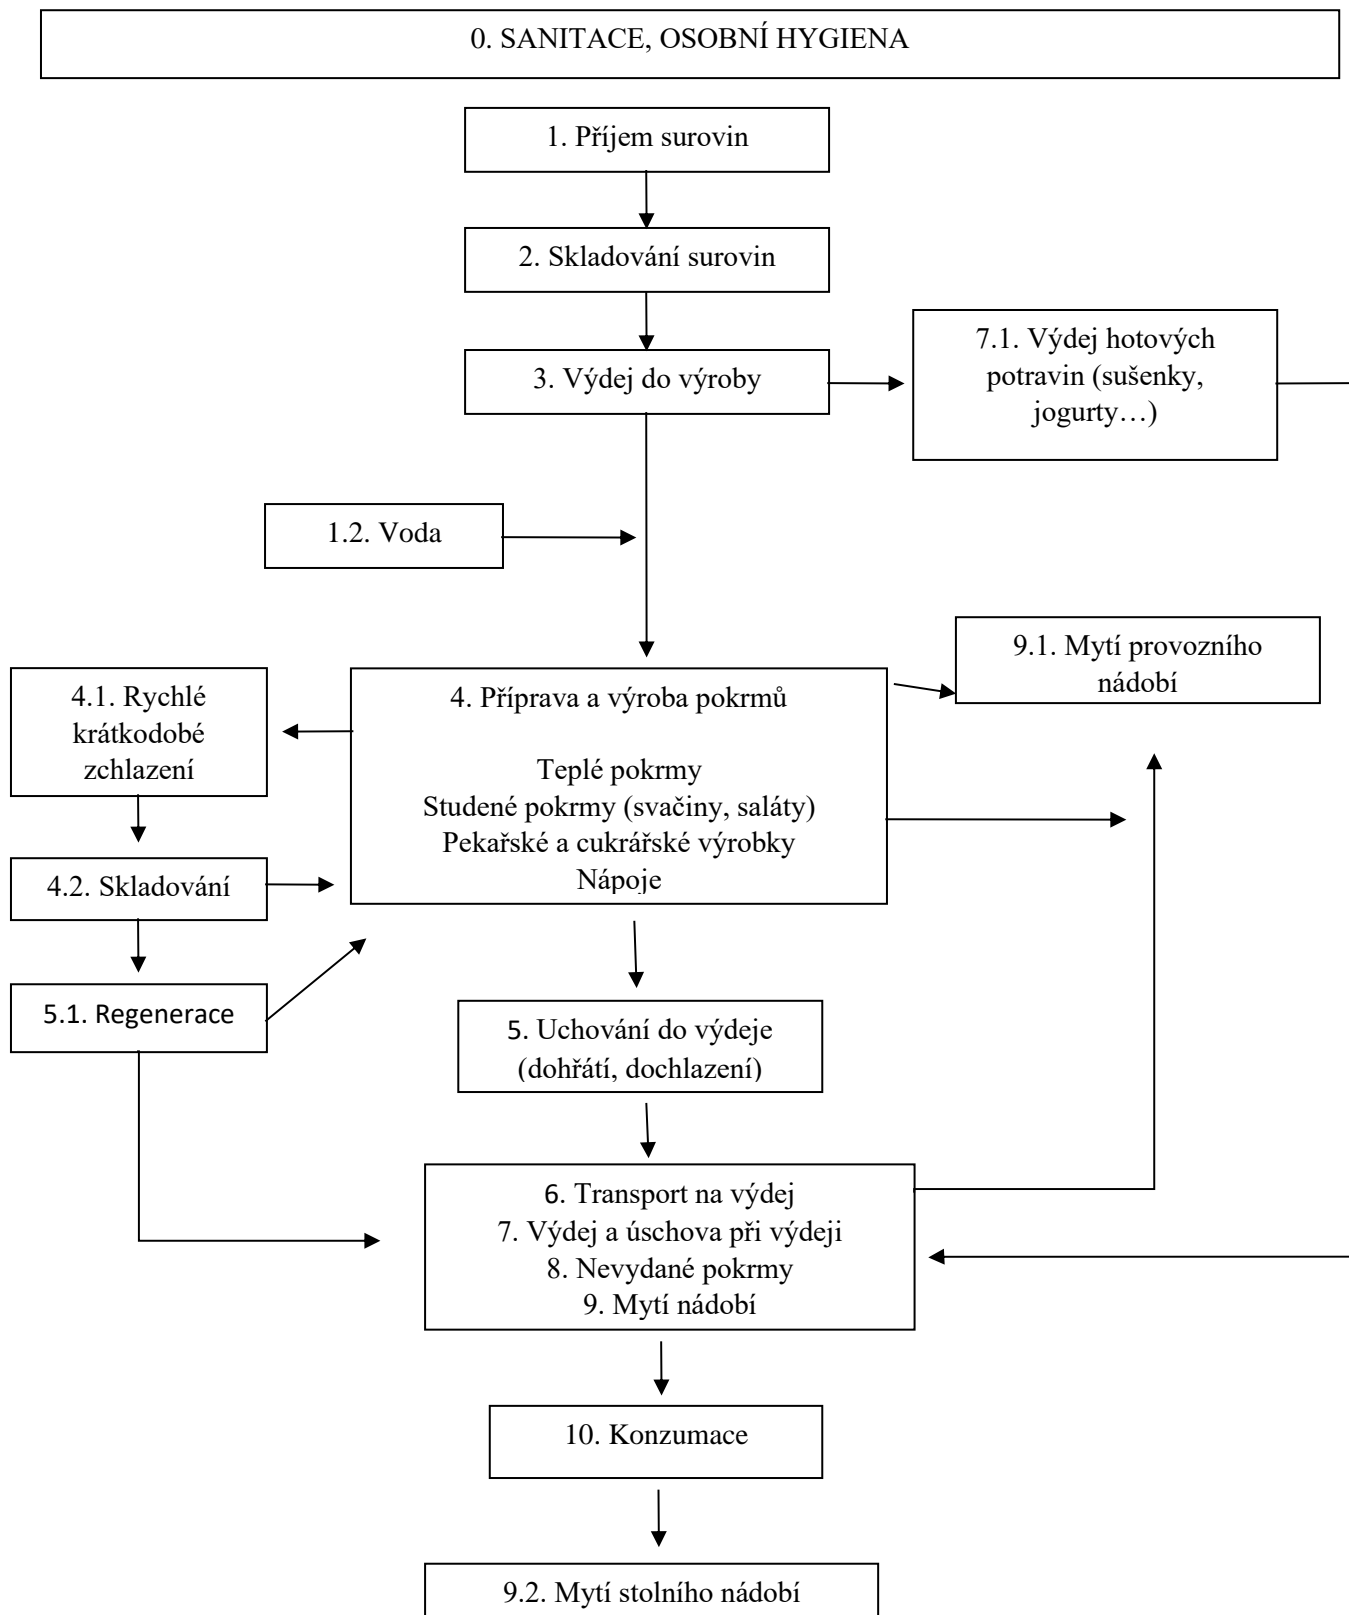 0. SANITACE, OSOBNÍ HYGIENA
1. Příjem surovin
2. Skladování surovin
3. Výdej do výroby
7.1. Výdej hotových
potravin (sušenky,
jogurty…)
1.2. Voda
9.1. Mytí provozního
nádobí
4.1. Rychlé
krátkodobé
zchlazení
4. Příprava a výroba pokrmů
Teplé pokrmy
Studené pokrmy (svačiny, saláty)
Pekařské a cukrářské výrobky
Nápoje
4.2. Skladování
5.1. Regenerace
5. Uchování do výdeje
(dohřátí, dochlazení)
6. Transport na výdej
7. Výdej a úschova při výdeji
8. Nevydané pokrmy
9. Mytí nádobí
10. Konzumace
9.2. Mytí stolního nádobí